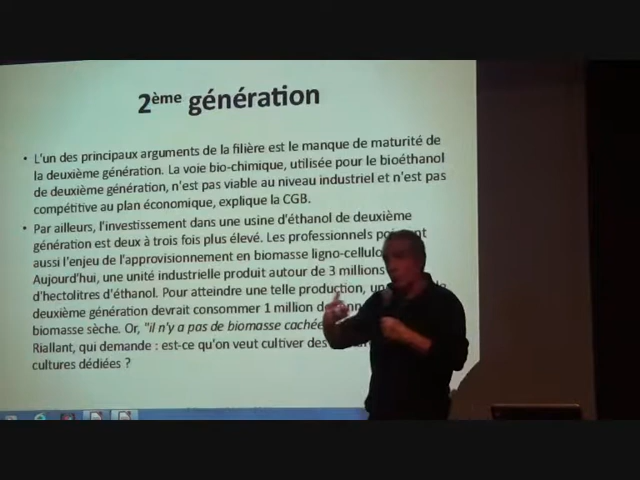 2ème génération
• L'un des principaux arguments de la filière est le manque de maturité de
la deuxième génération. La voie bio-chimique, utilisée pour le bioéthanol
de deuxième génération, n'est pas viable au niveau industriel et n'est pas
compétitive au plan économique, explique la CGB.
• Par ailleurs, l'investissement dans une usine d'éthanol de deuxième
génération est deux à trois fois plus élevé. Les professionnels
aussi l'enjeu de l'approvisionnement en biomasse
Aujourd'hui, une unité industrielle produit autour de 3 millions
d'hectolitres d'éthanol. Pour atteindre une telle production,
deuxième génération devrait consommer 1 million
biomasse sèche. Or, "il n'y a pas de biomasse cachée
Riallant, qui demande : est-ce qu'on veut cultiver des
cultures dédiées ?